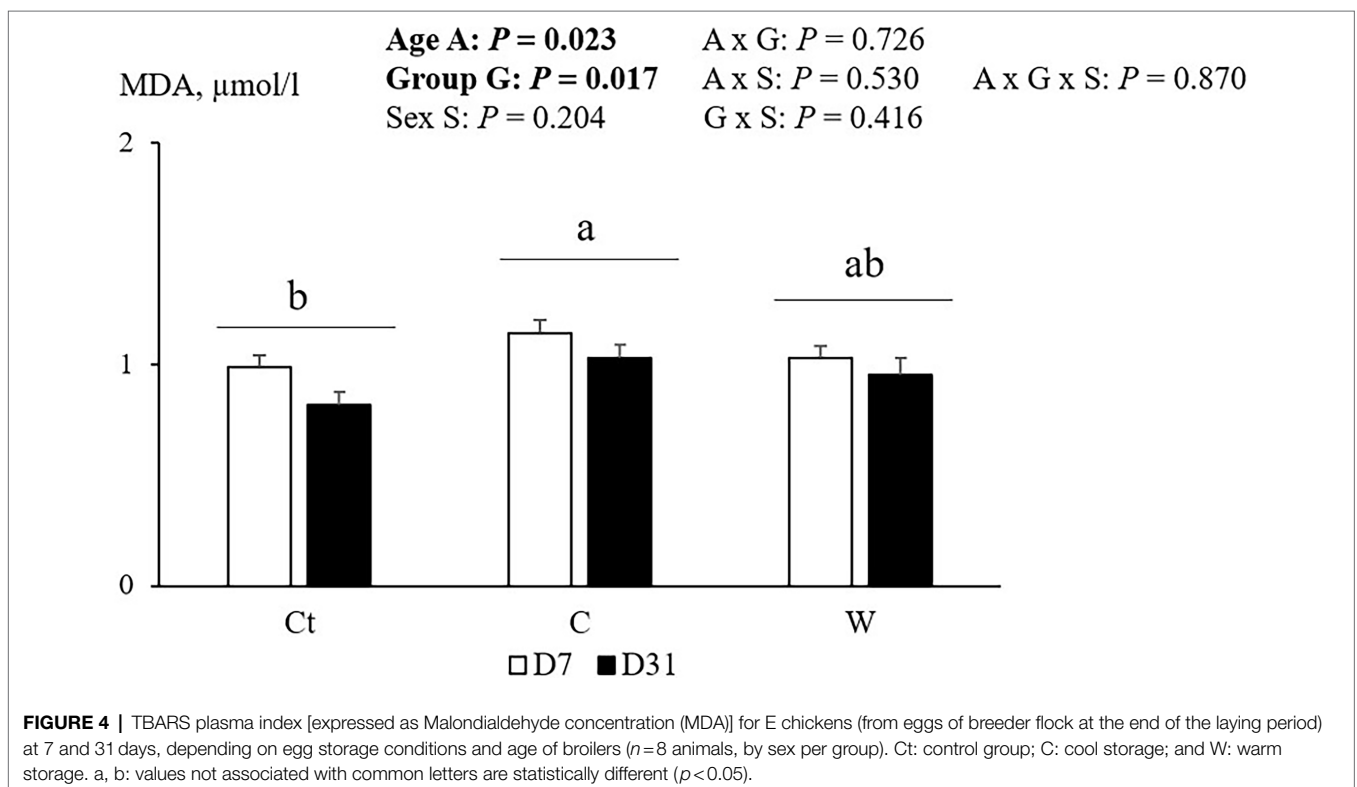 Age A: P = 0.023 A x G: P = 0.726
MDA, µmol/l Group G: P = 0.017 A x S: P = 0.530 A x G x S: P = 0.870
Sex S: P = 0.204 G x S: P = 0.416
2
a
ab
b
1
0
Ct C W
D7 D31
FIGURE 4 | TBARS plasma index [expressed as Malondialdehyde concentration (MDA)] for E chickens (from eggs of breeder flock at the end of the laying period)
at 7 and 31 days, depending on egg storage conditions and age of broilers (n=8 animals, by sex per group). Ct: control group; C: cool storage; and W: warm
storage. a, b: values not associated with common letters are statistically different (p<0.05).